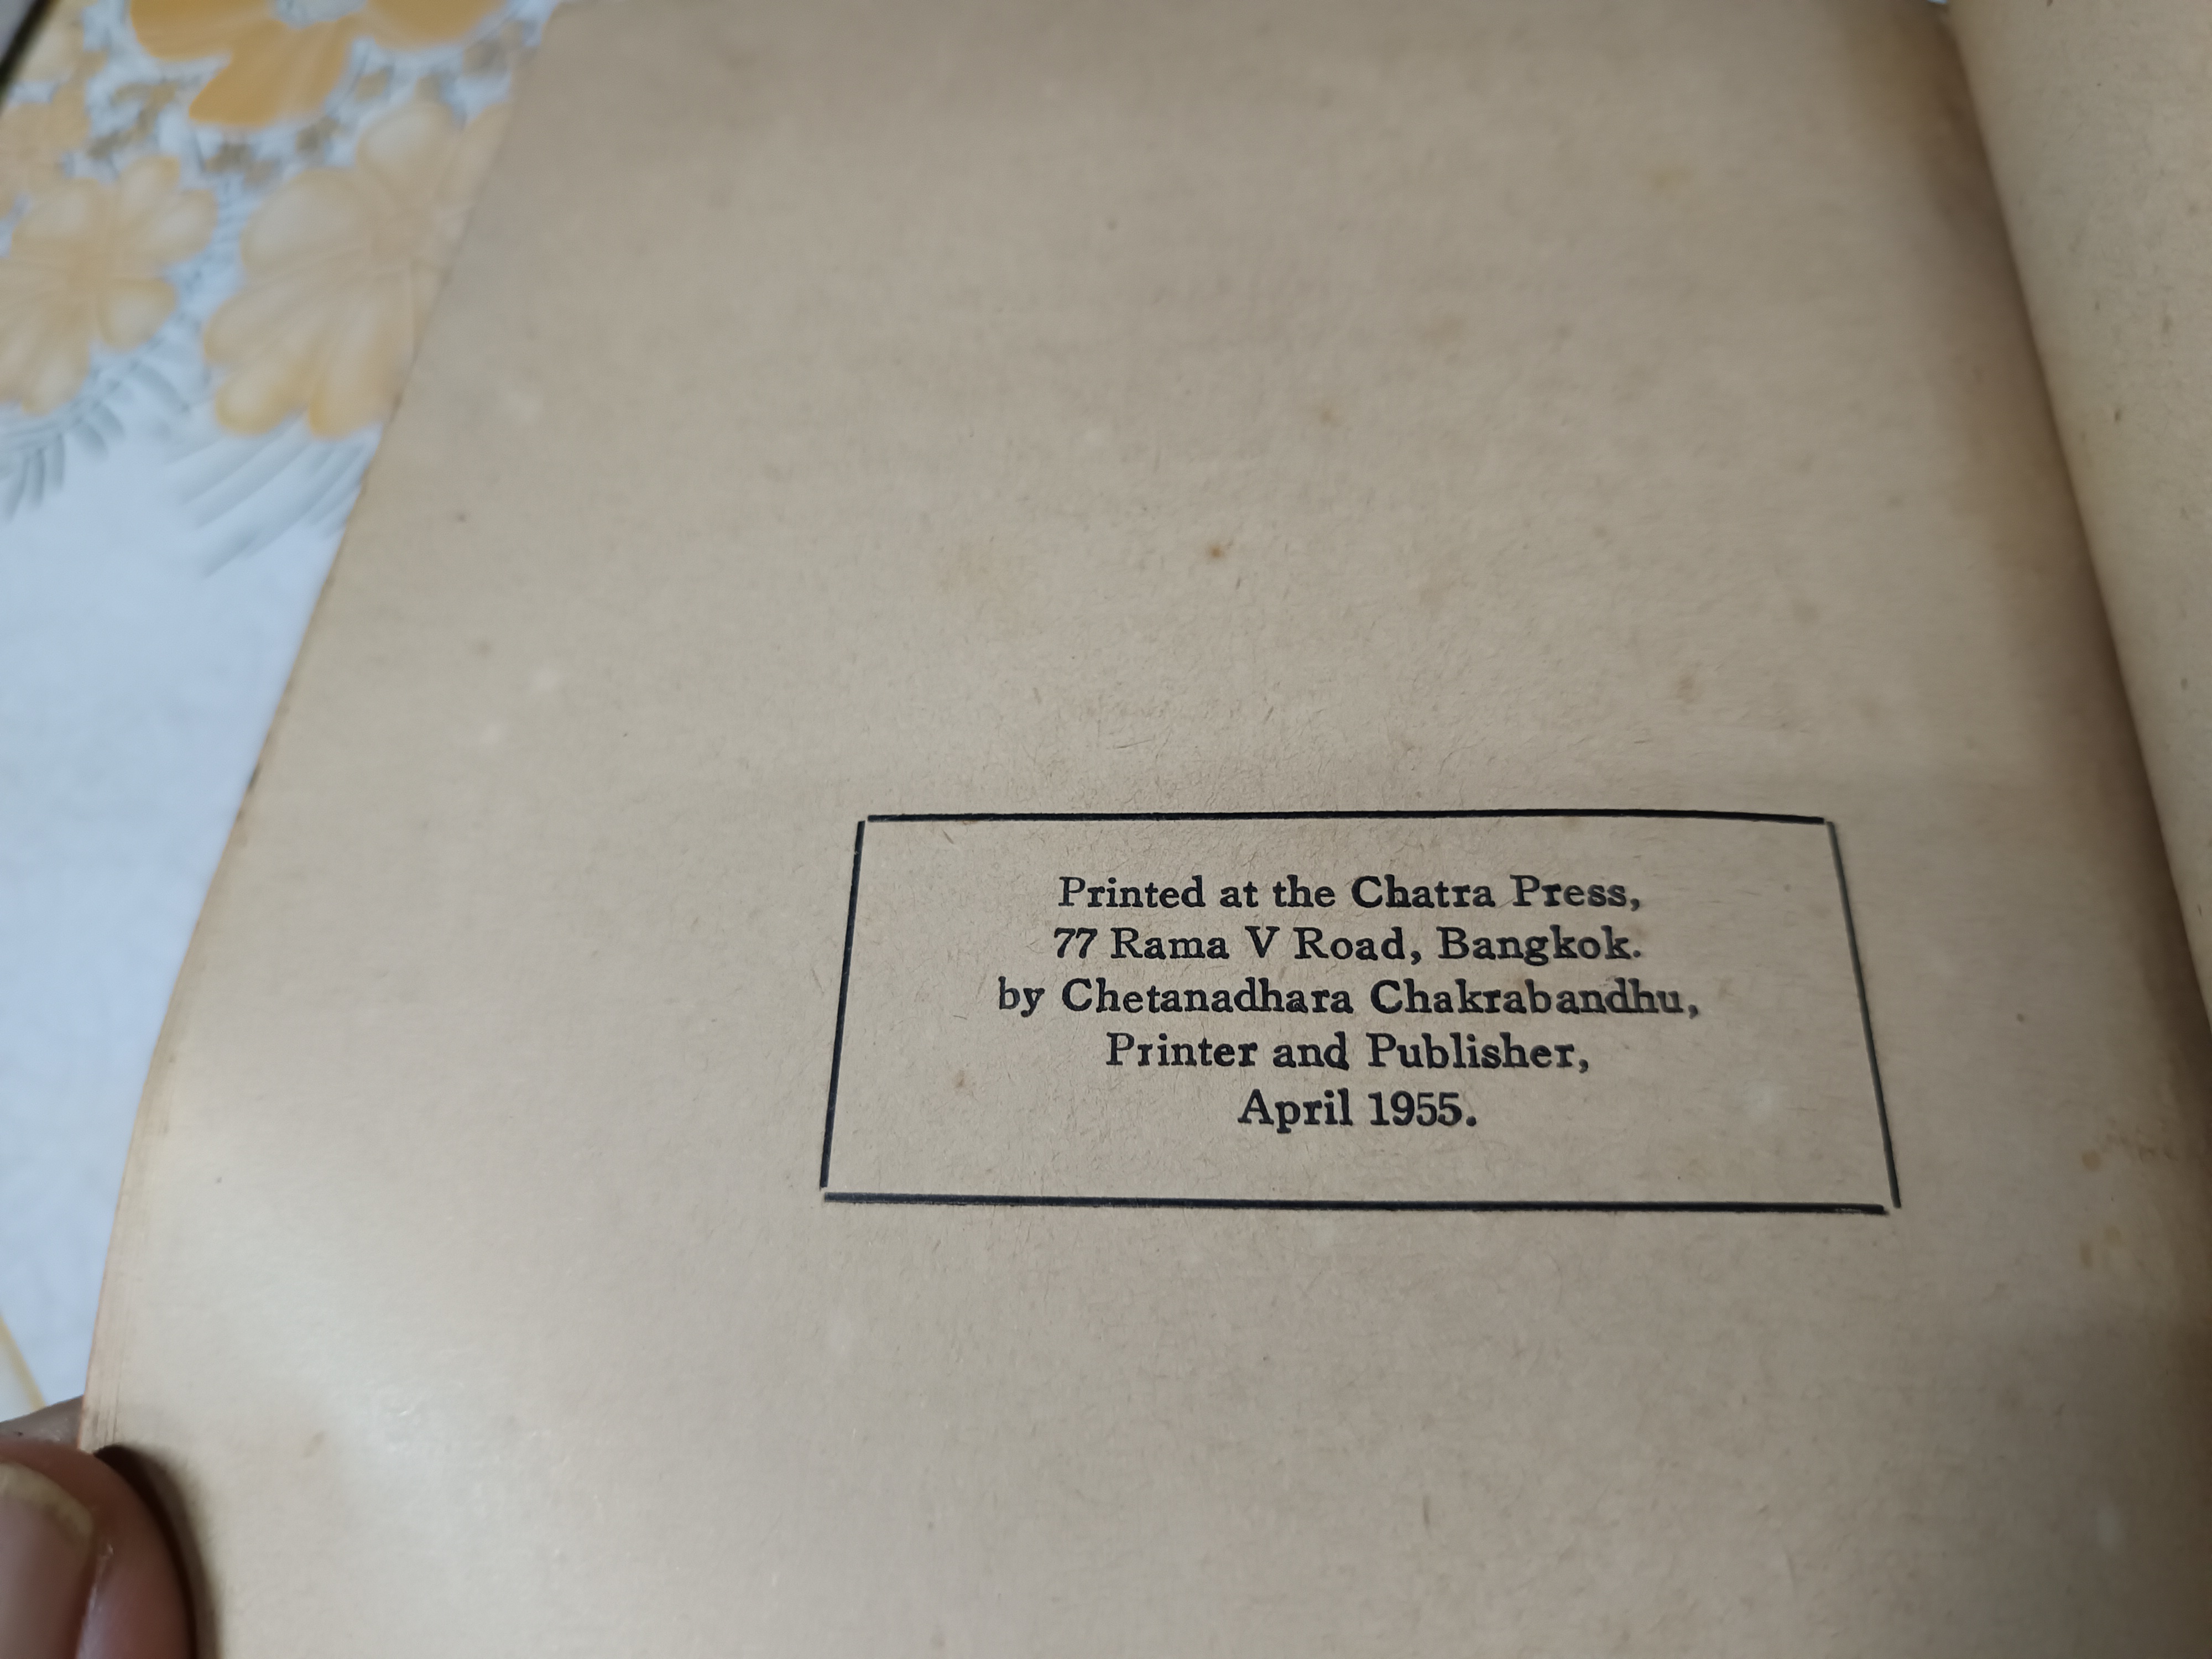 Printed at the Chatra Press,
77 Rama V Road, Bangkok.
by Chetanadhara Chakrabandhu,
Printer and Publisher,
April 1955.